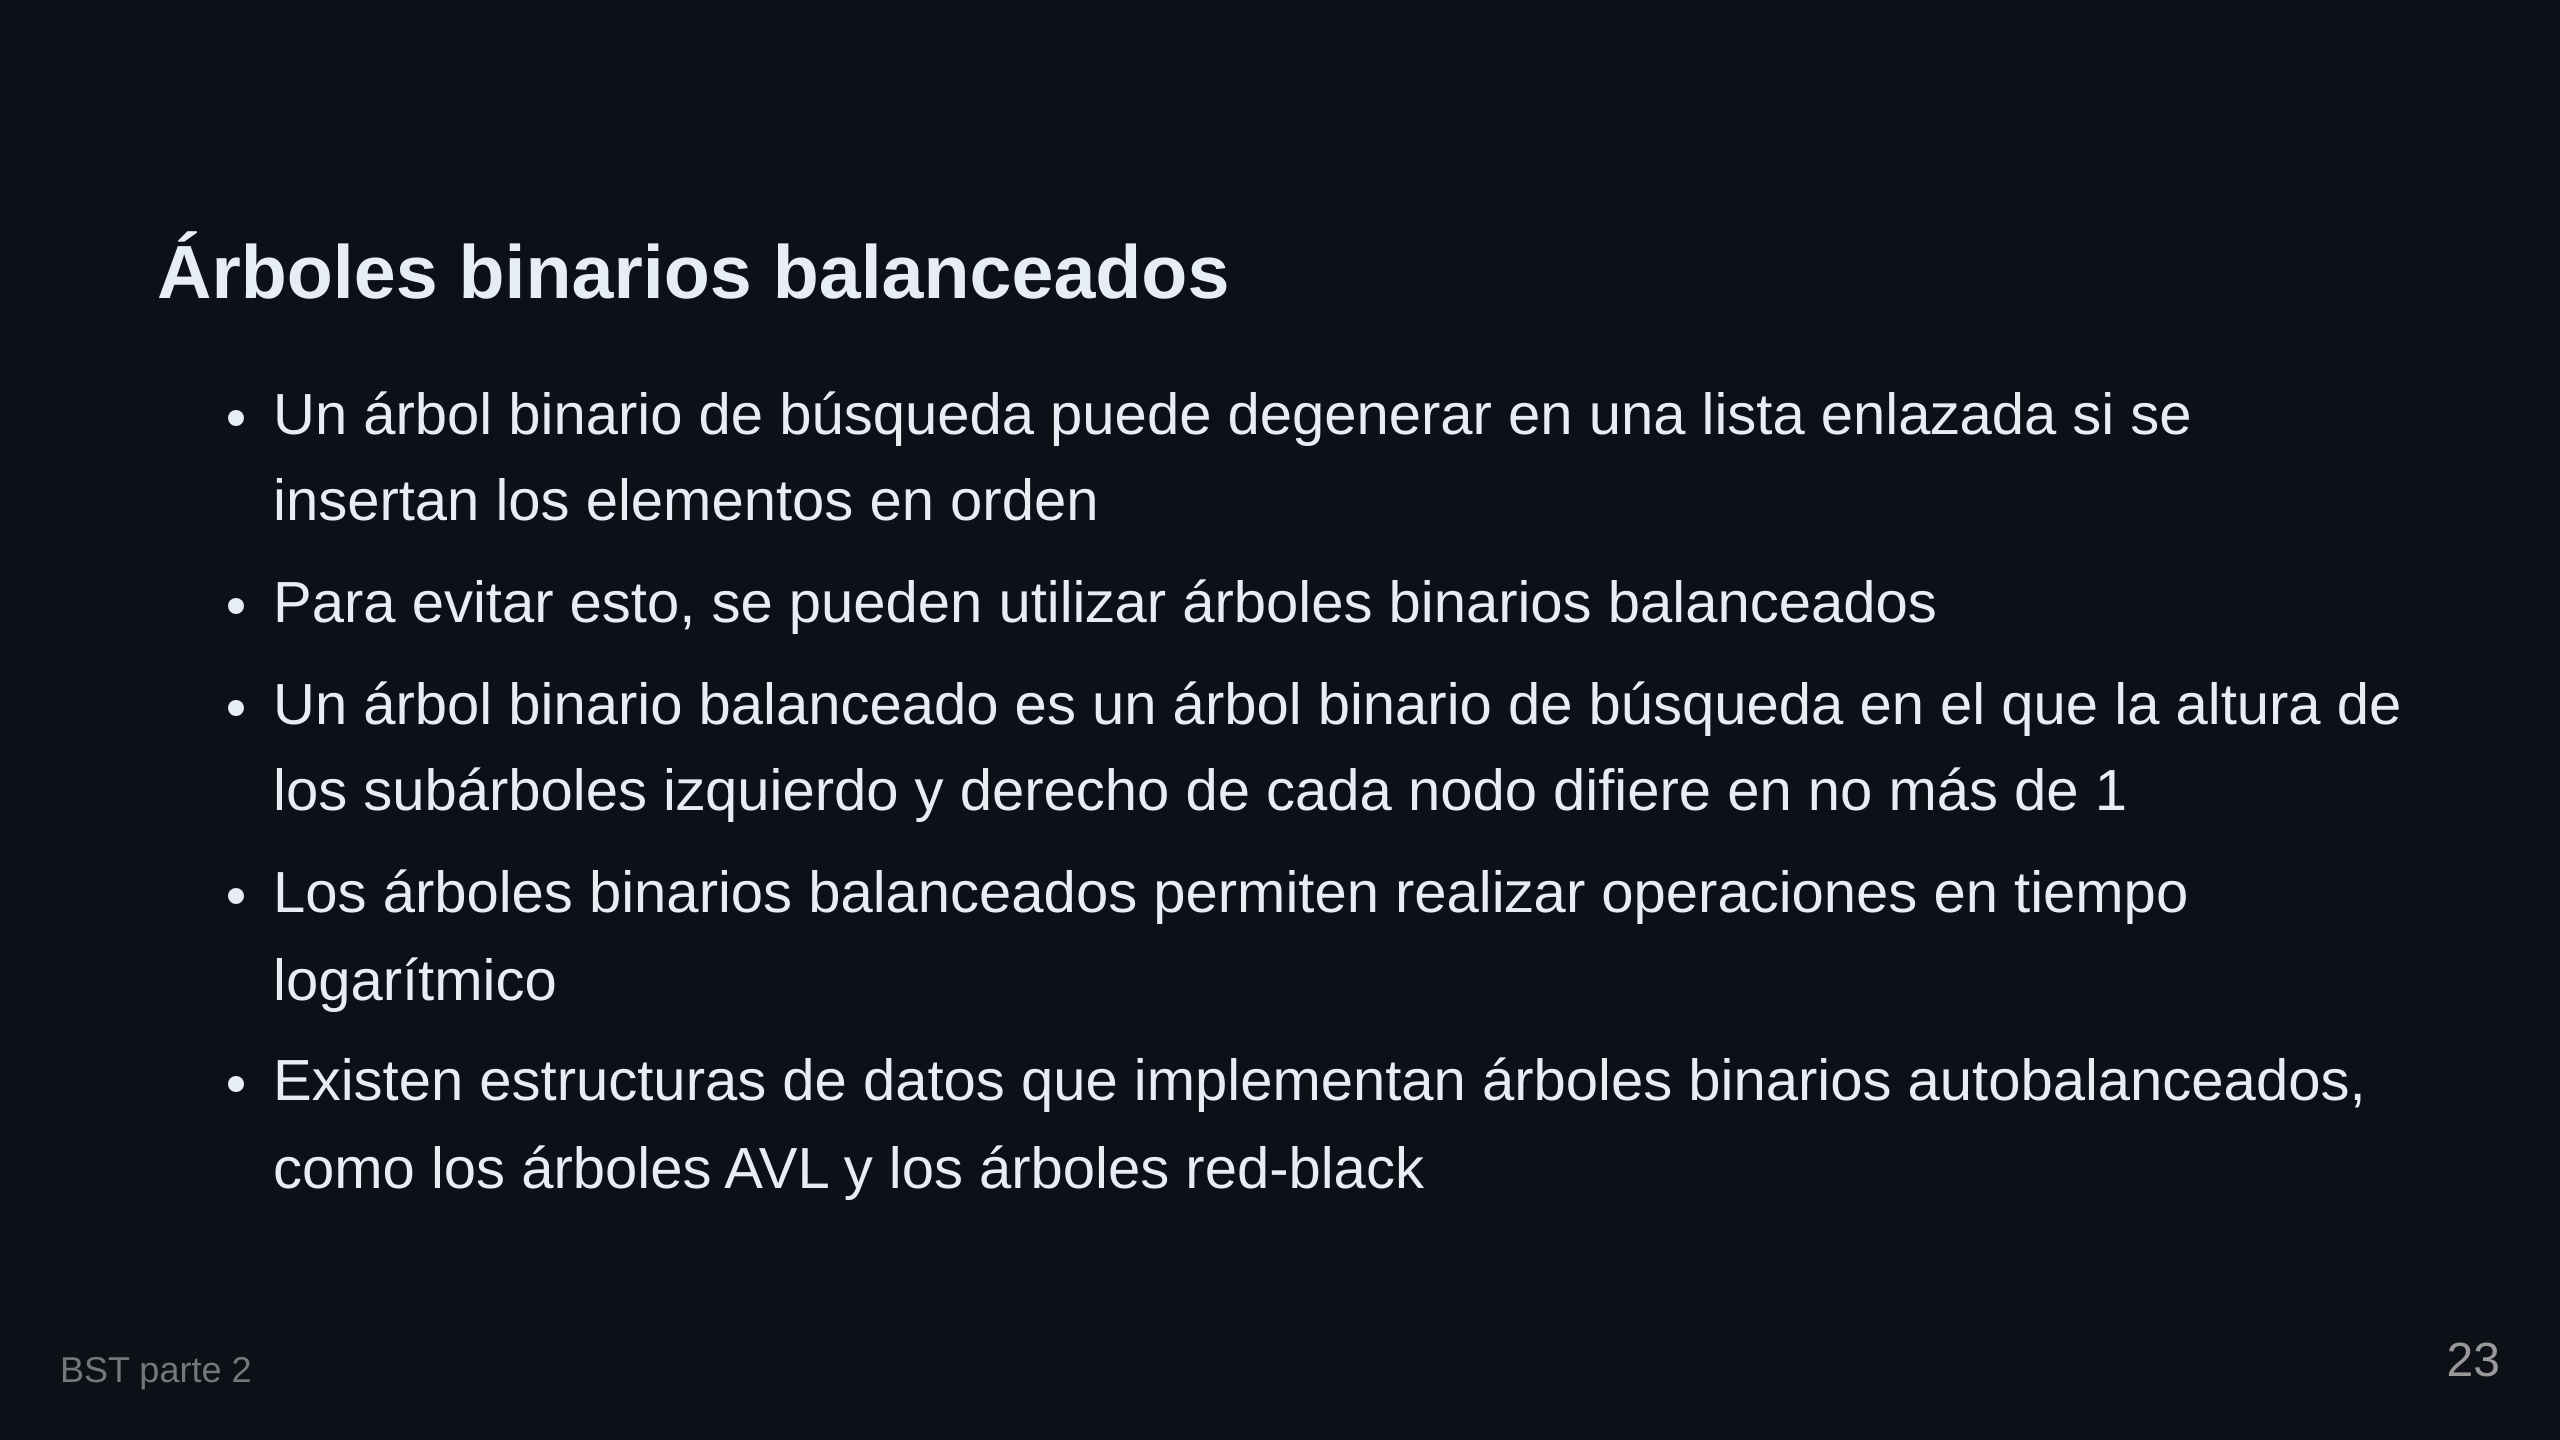 Árboles binarios balanceados
• Un árbol binario de búsqueda puede degenerar en una lista enlazada si se
insertan los elementos en orden
• Para evitar esto, se pueden utilizar árboles binarios balanceados
• Un árbol binario balanceado es un árbol binario de búsqueda en el que la altura de
los subárboles izquierdo y derecho de cada nodo difiere en no más de 1
• Los árboles binarios balanceados permiten realizar operaciones en tiempo
logarítmico
• Existen estructuras de datos que implementan árboles binarios autobalanceados,
como los árboles AVL y los árboles red-black
BST parte 2
23